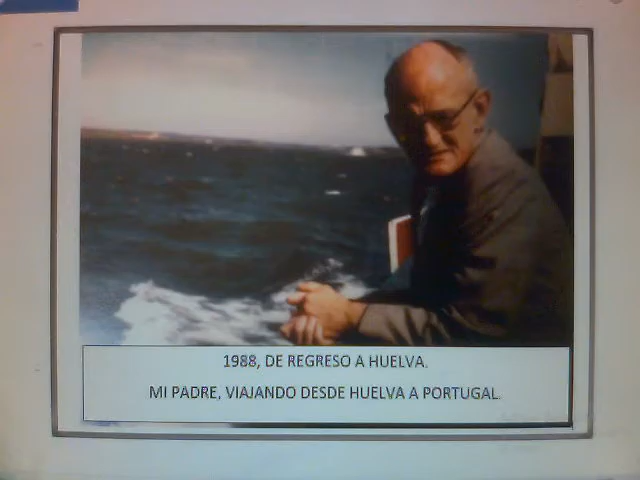 1988, DE REGRESO A HUELVA.
MI PADRE, VIAJANDO DESDE HUELVA A PORTUGAL.